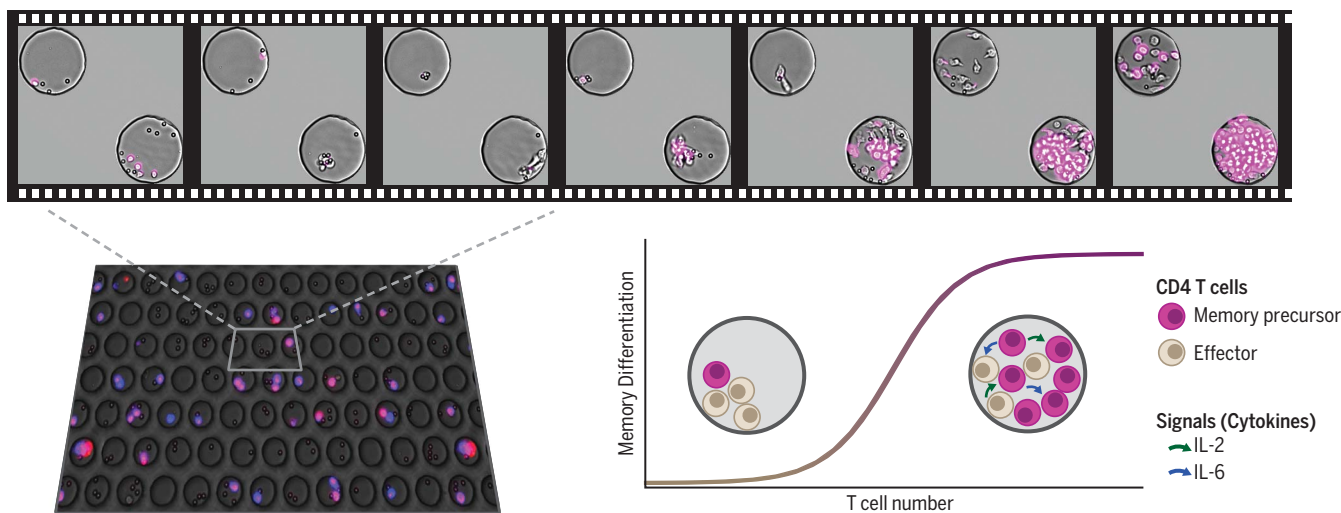 Memory Differentiation
T cell number
CD4 T cells
Memory precursor
Effector
Signals (Cytokines)
IL-2
IL-6